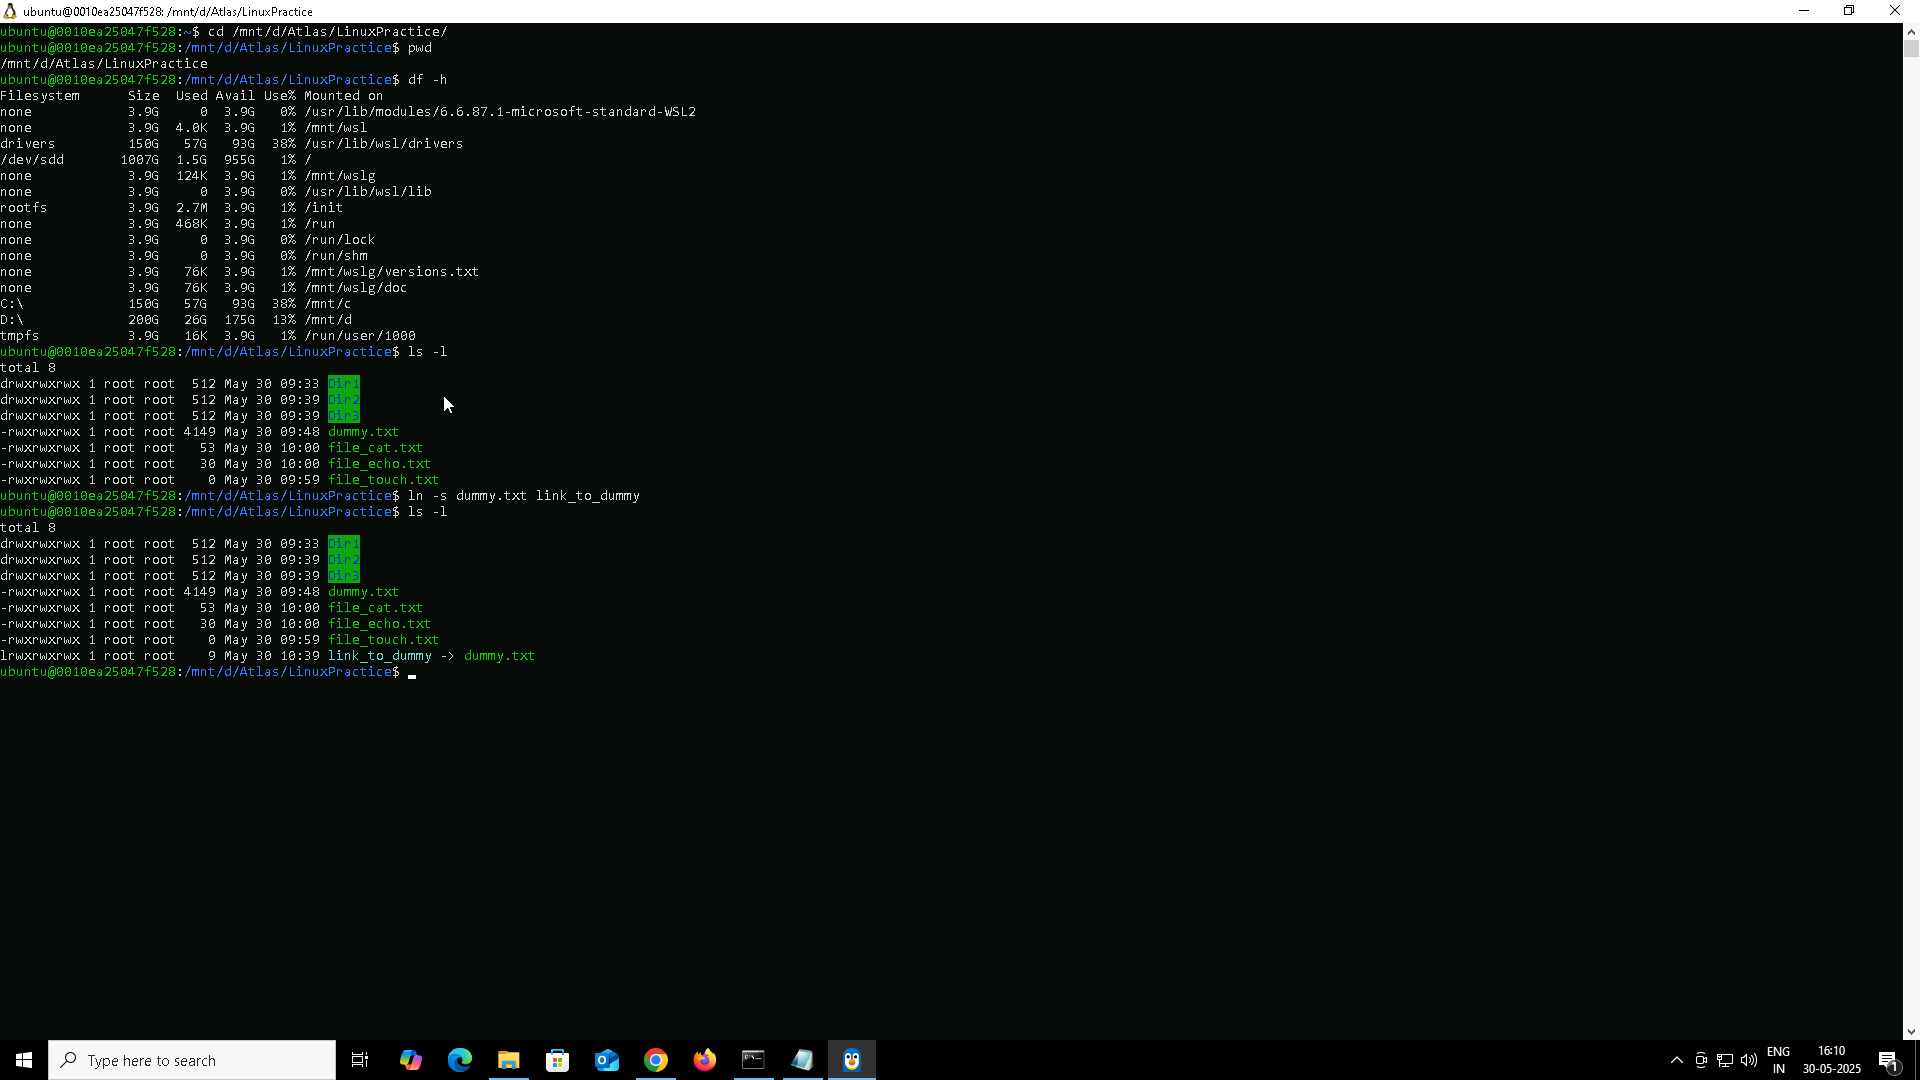 ubuntu@0010ea25047f528: /mnt/d/Atlas/LinuxPractice
ubuntu@0010ea25047f528:~$ cd /mnt/d/Atlas/LinuxPractice/
ubuntu@0010ea25047f528:/mnt/d/Atlas/LinuxPractice$ pwd
/mnt/d/Atlas/LinuxPractice
ubuntu@0010ea25047f528:/mnt/d/Atlas/LinuxPractice$ df -h
Filesystem      Size  Used Avail Use% Mounted on
none            3.9G     0  3.9G   0% /usr/lib/modules/6.6.87.1-microsoft-standard-WSL2
none            3.9G  4.0K  3.9G   1% /mnt/wsl
drivers         150G   57G   93G  38% /usr/lib/wsl/drivers
/dev/sdd       1007G  1.5G  955G   1% /
none            3.9G  124K  3.9G   1% /mnt/wslg
none            3.9G     0  3.9G   0% /usr/lib/wsl/lib
rootfs          3.9G  2.7M  3.9G   1% /init
none            3.9G  468K  3.9G   1% /run
none            3.9G     0  3.9G   0% /run/lock
none            3.9G     0  3.9G   0% /run/shm
none            3.9G   76K  3.9G   1% /mnt/wslg/versions.txt
none            3.9G   76K  3.9G   1% /mnt/wslg/doc
C:\             150G   57G   93G  38% /mnt/c
D:\             200G   26G  175G  13% /mnt/d
tmpfs           3.9G   16K  3.9G   1% /run/user/1000
ubuntu@0010ea25047f528:/mnt/d/Atlas/LinuxPractice$ ls -l
total 8
drwxrwxrwx 1 root root  512 May 30 09:33 Dir1
drwxrwxrwx 1 root root  512 May 30 09:39 Dir2
drwxrwxrwx 1 root root  512 May 30 09:39 Dir3
-rwxrwxrwx 1 root root 4149 May 30 09:48 dummy.txt
-rwxrwxrwx 1 root root   53 May 30 10:00 file_cat.txt
-rwxrwxrwx 1 root root   30 May 30 10:00 file_echo.txt
-rwxrwxrwx 1 root root    0 May 30 09:59 file_touch.txt
ubuntu@0010ea25047f528:/mnt/d/Atlas/LinuxPractice$ ln -s dummy.txt link_to_dummy
ubuntu@0010ea25047f528:/mnt/d/Atlas/LinuxPractice$ ls -l
total 8
drwxrwxrwx 1 root root  512 May 30 09:33 Dir1
drwxrwxrwx 1 root root  512 May 30 09:39 Dir2
drwxrwxrwx 1 root root  512 May 30 09:39 Dir3
-rwxrwxrwx 1 root root 4149 May 30 09:48 dummy.txt
-rwxrwxrwx 1 root root   53 May 30 10:00 file_cat.txt
-rwxrwxrwx 1 root root   30 May 30 10:00 file_echo.txt
-rwxrwxrwx 1 root root    0 May 30 09:59 file_touch.txt
lrwxrwxrwx 1 root root    9 May 30 10:39 link_to_dummy -> dummy.txt
ubuntu@0010ea25047f528:/mnt/d/Atlas/LinuxPractice$
Type here to search
ENG
IN
16:10
30-05-2025
1